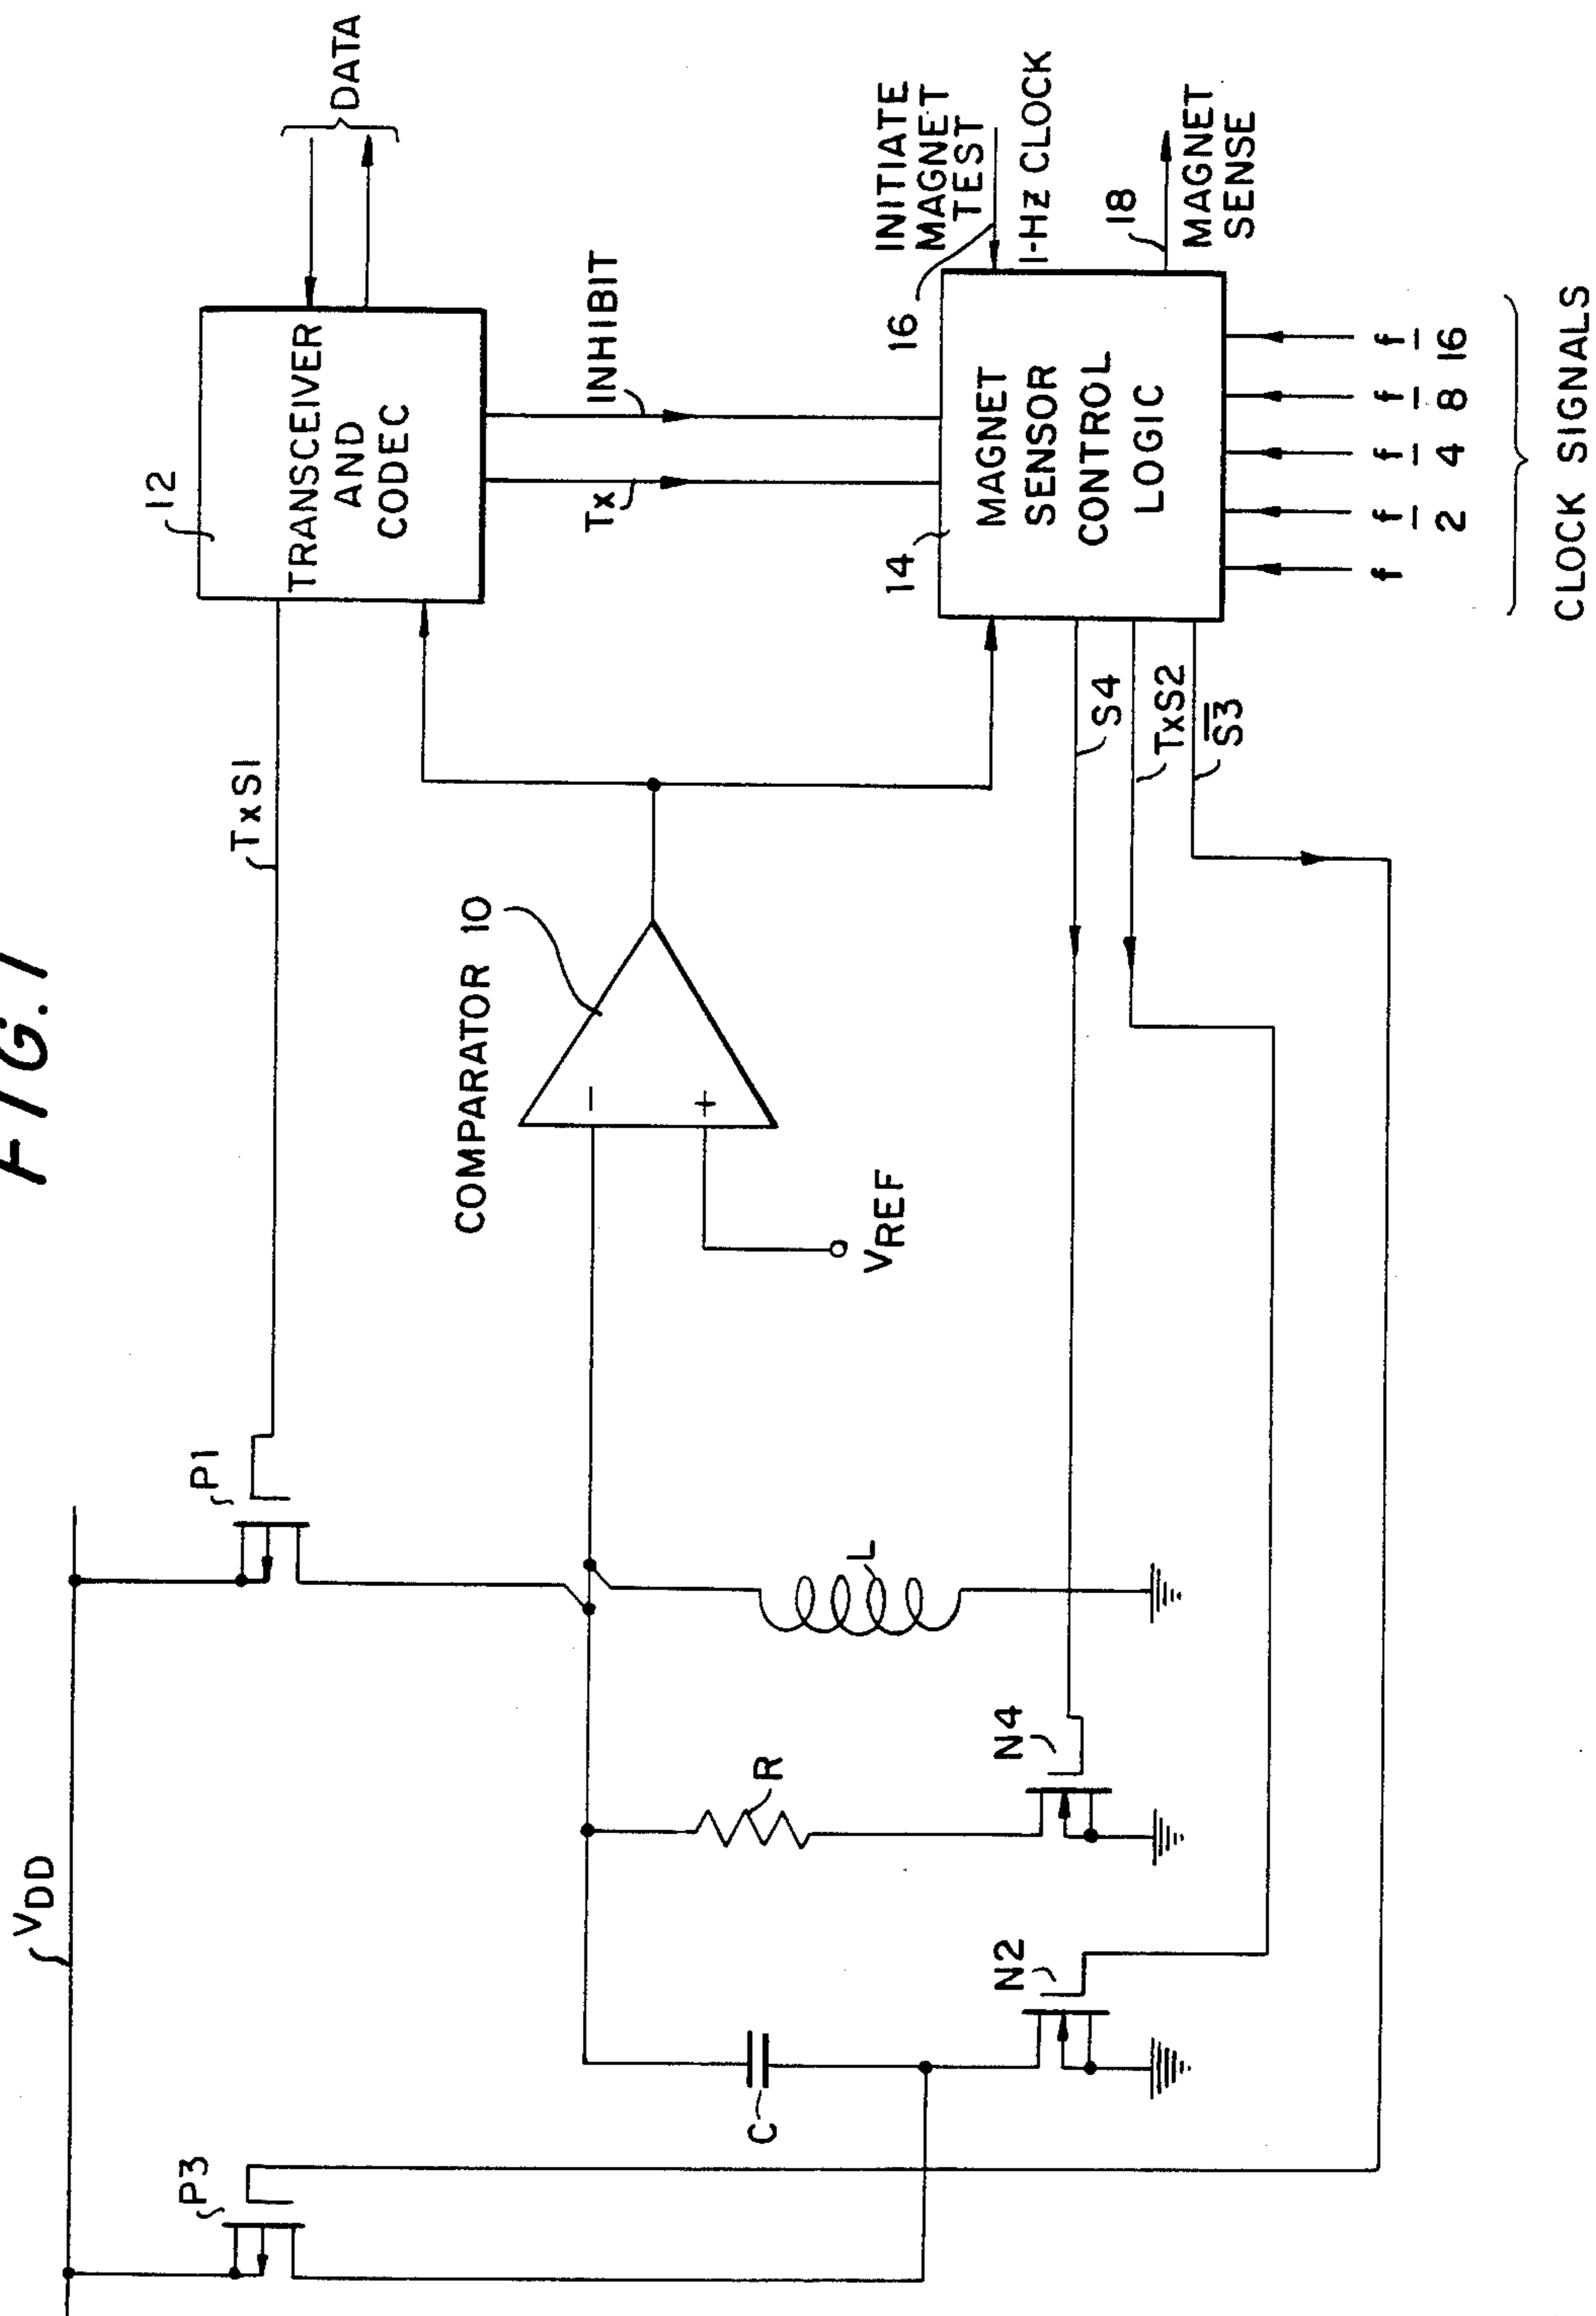 FIG. 1
VDD
P3
P1
TxS1
12
TRANSCEIVER
AND
CODEC
DATA
COMPARATOR 10
-
+
VREF
Tx
INHIBIT
C
R
L
N2
N4
S4
TxS2
S3
14
16
MAGNET
SENSOR
CONTROL
LOGIC
INITIATE
MAGNET
TEST
1-Hz CLOCK
18
MAGNET
SENSE
f
f/2
f/4
f/8
f/16
CLOCK SIGNALS